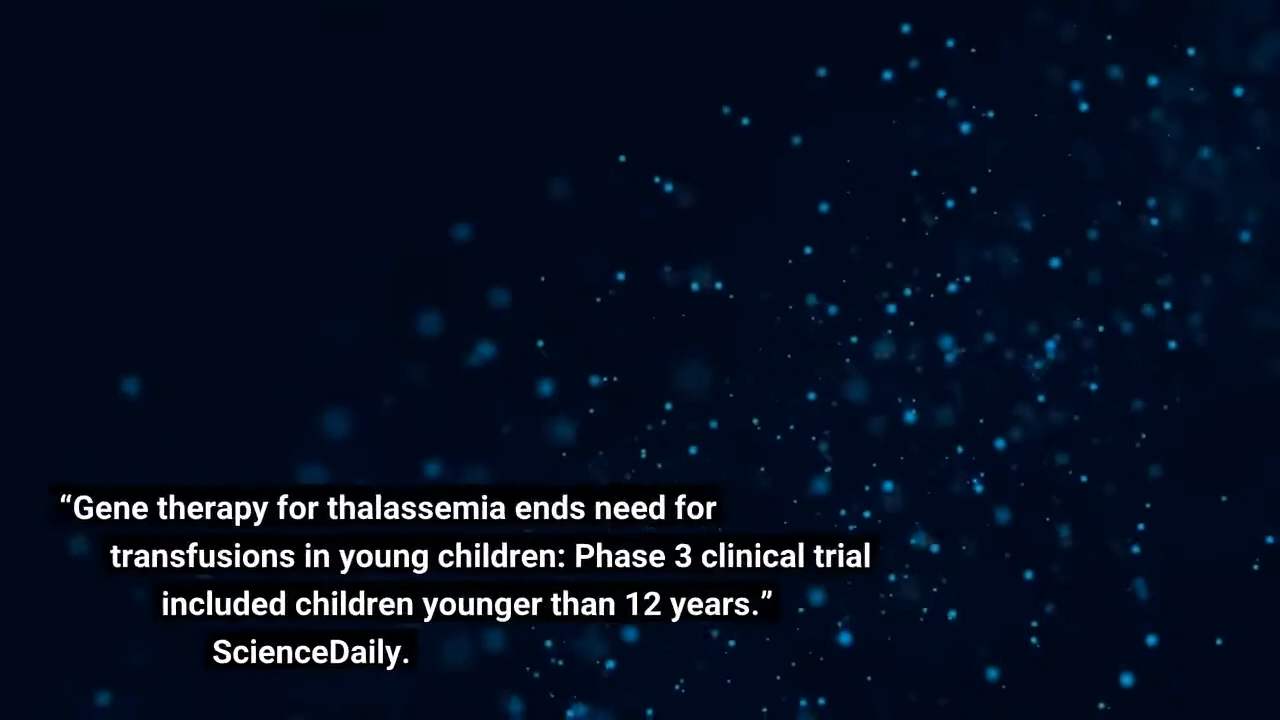 “Gene therapy for thalassemia ends need for
transfusions in young children: Phase 3 clinical trial
included children younger than 12 years.”
ScienceDaily.